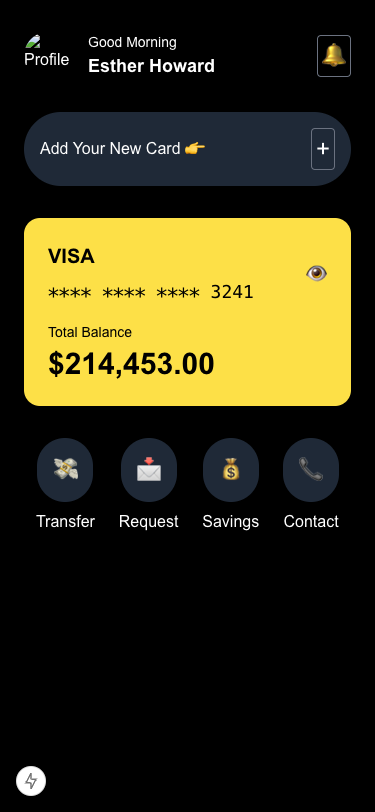 Profile
Good Morning
Esther Howard
Add Your New Card 👉
+
VISA
**** **** **** 3241
Total Balance
$214,453.00
Transfer
Request
Savings
Contact